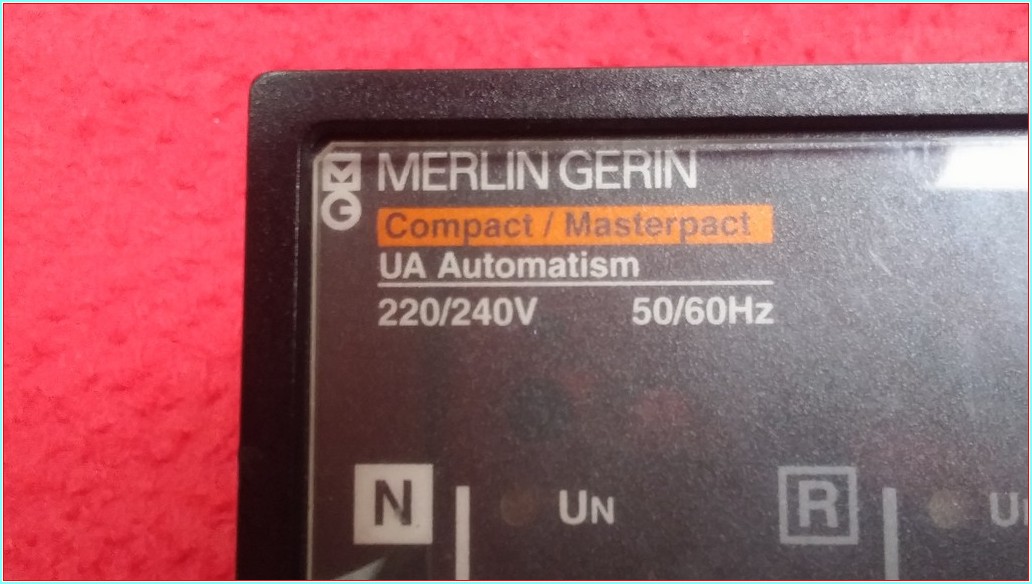 MERLIN GERIN
Compact / Masterpact
UA Automatism
220/240V 50/60Hz
N UN R